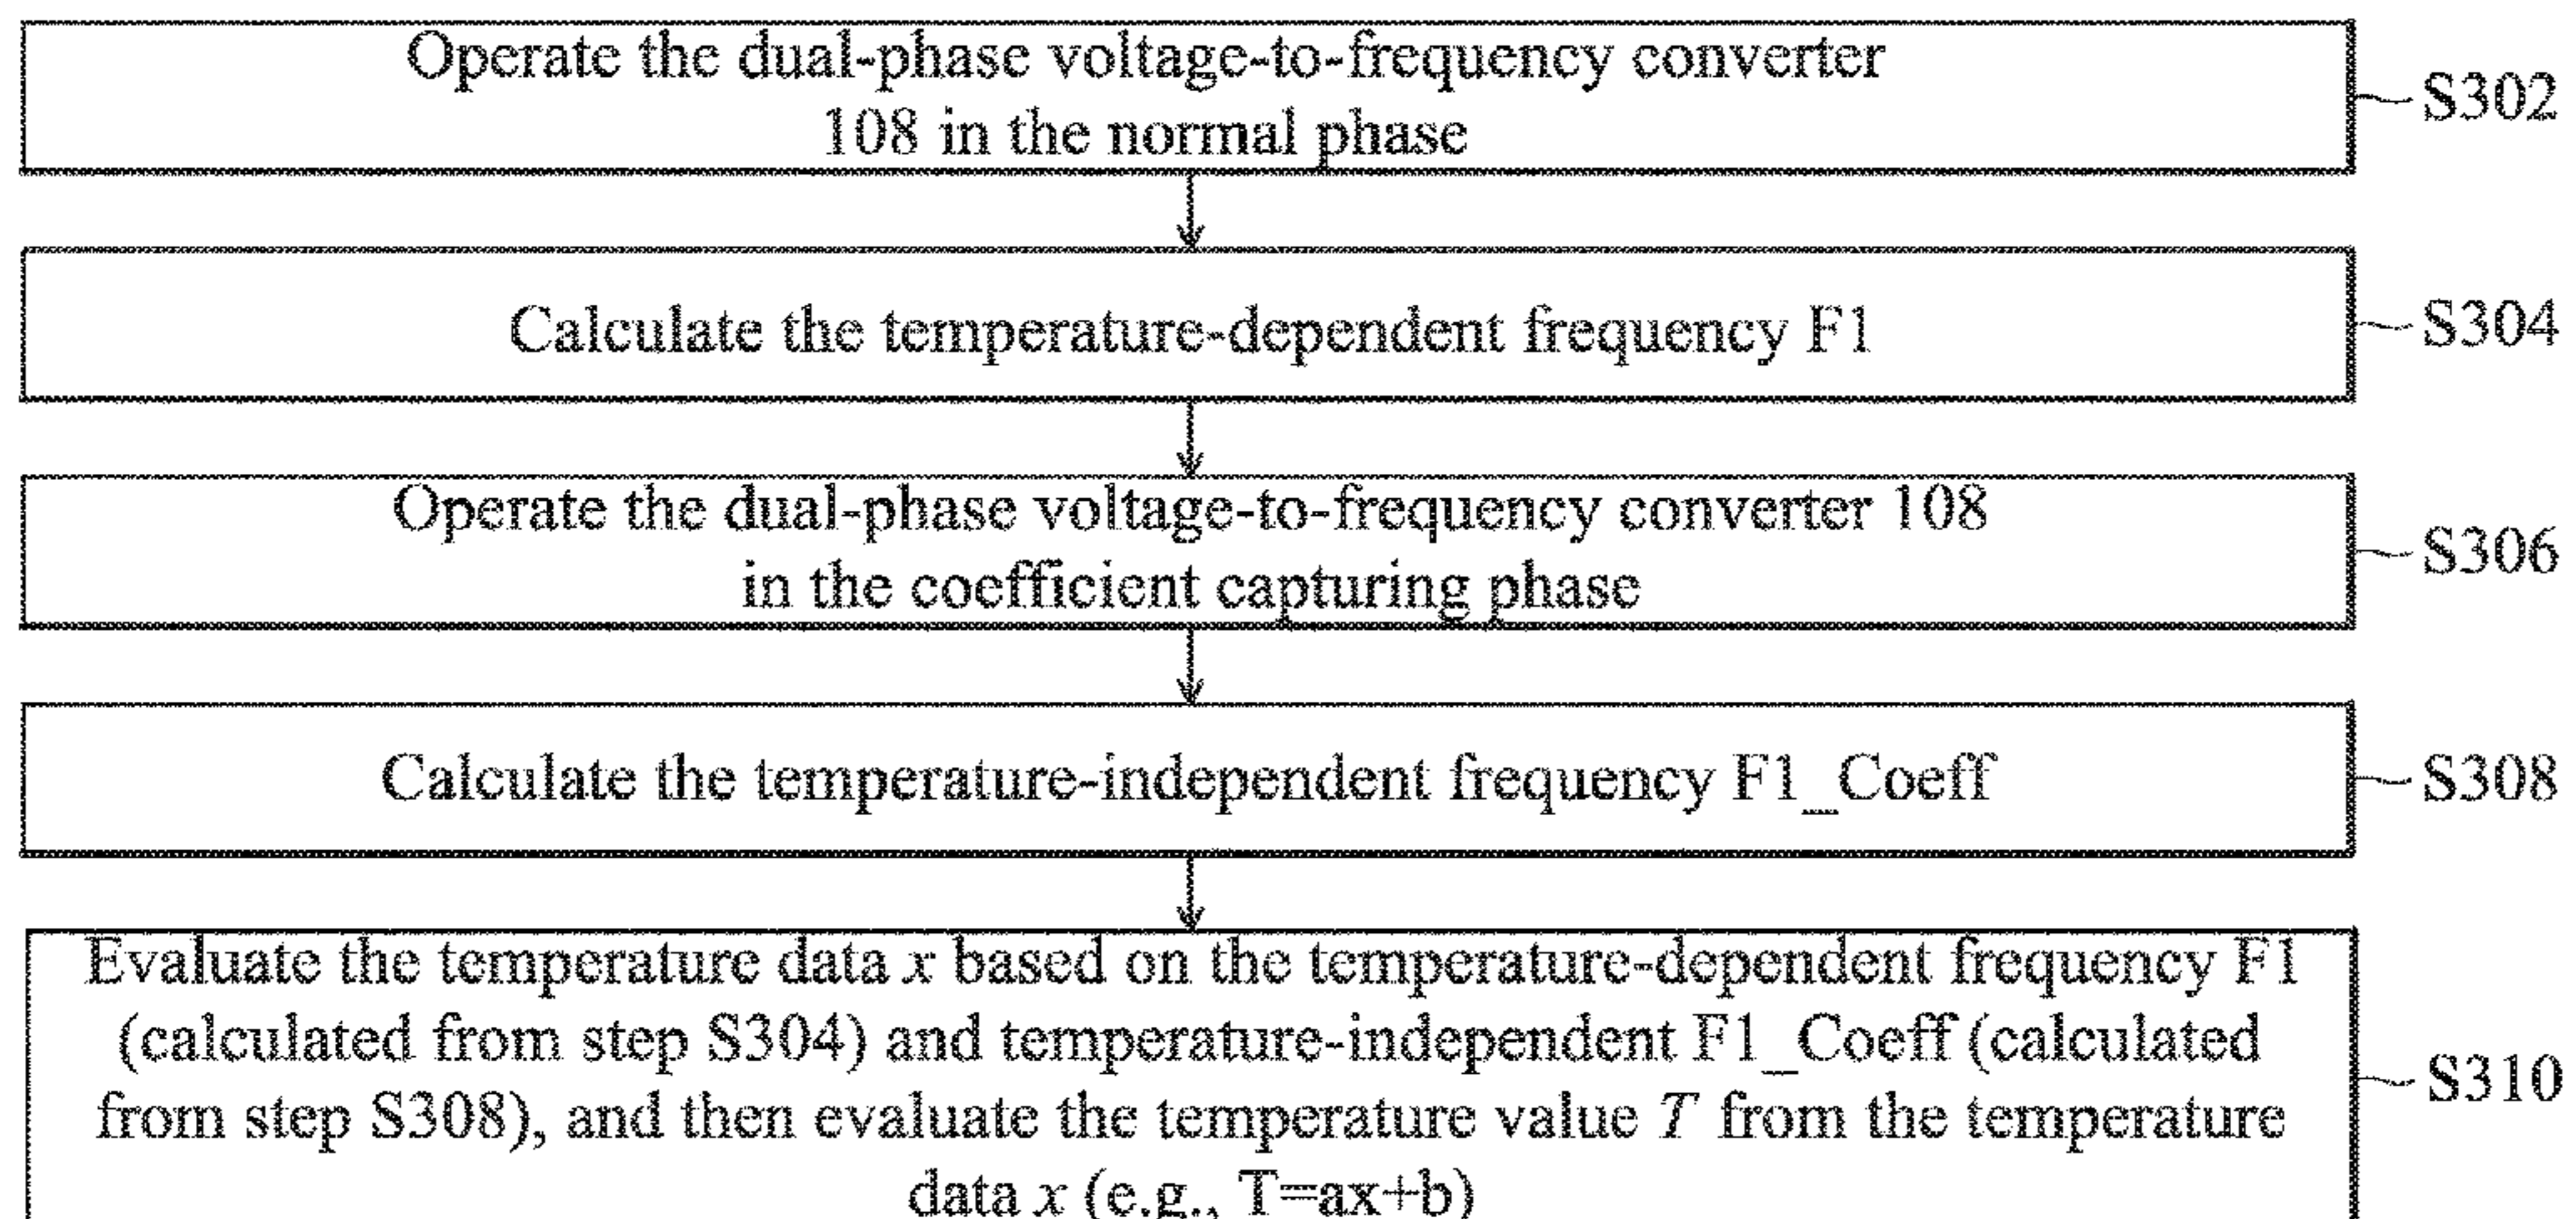 Operate the dual-phase voltage-to-frequency converter
108 in the normal phase
S302
Calculate the temperature-dependent frequency F1
S304
Operate the dual-phase voltage-to-frequency converter 108
in the coefficient capturing phase
S306
Calculate the temperature-independent frequency F1_Coeff
S308
Evaluate the temperature data x based on the temperature-dependent frequency F1
(calculated from step S304) and temperature-independent F1_Coeff (calculated
from step S308), and then evaluate the temperature value T from the temperature
data x (e.g., T=ax+b)
S310